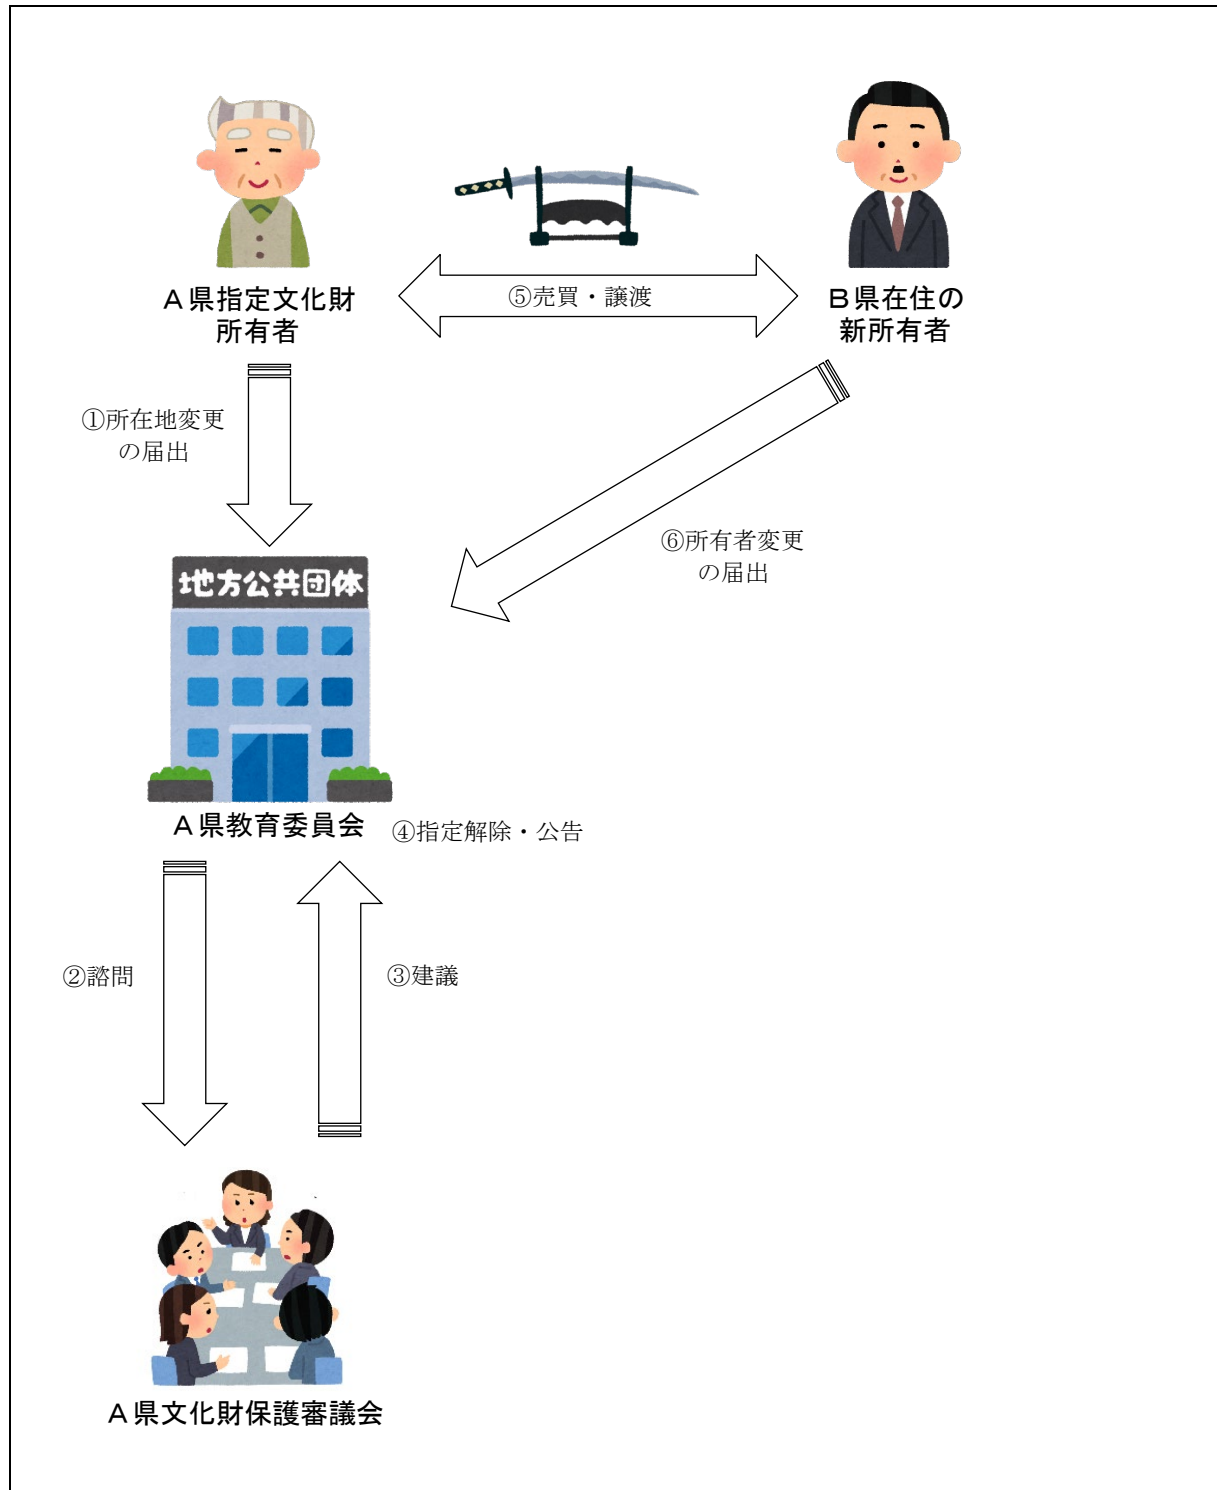 Ａ県指定文化財
所有者
⑤売買・譲渡
Ｂ県在住の
新所有者
①所在地変更
の届出
⑥所有者変更
の届出
地方公共団体
Ａ県教育委員会
④指定解除・公告
②諮問
③建議
Ａ県文化財保護審議会